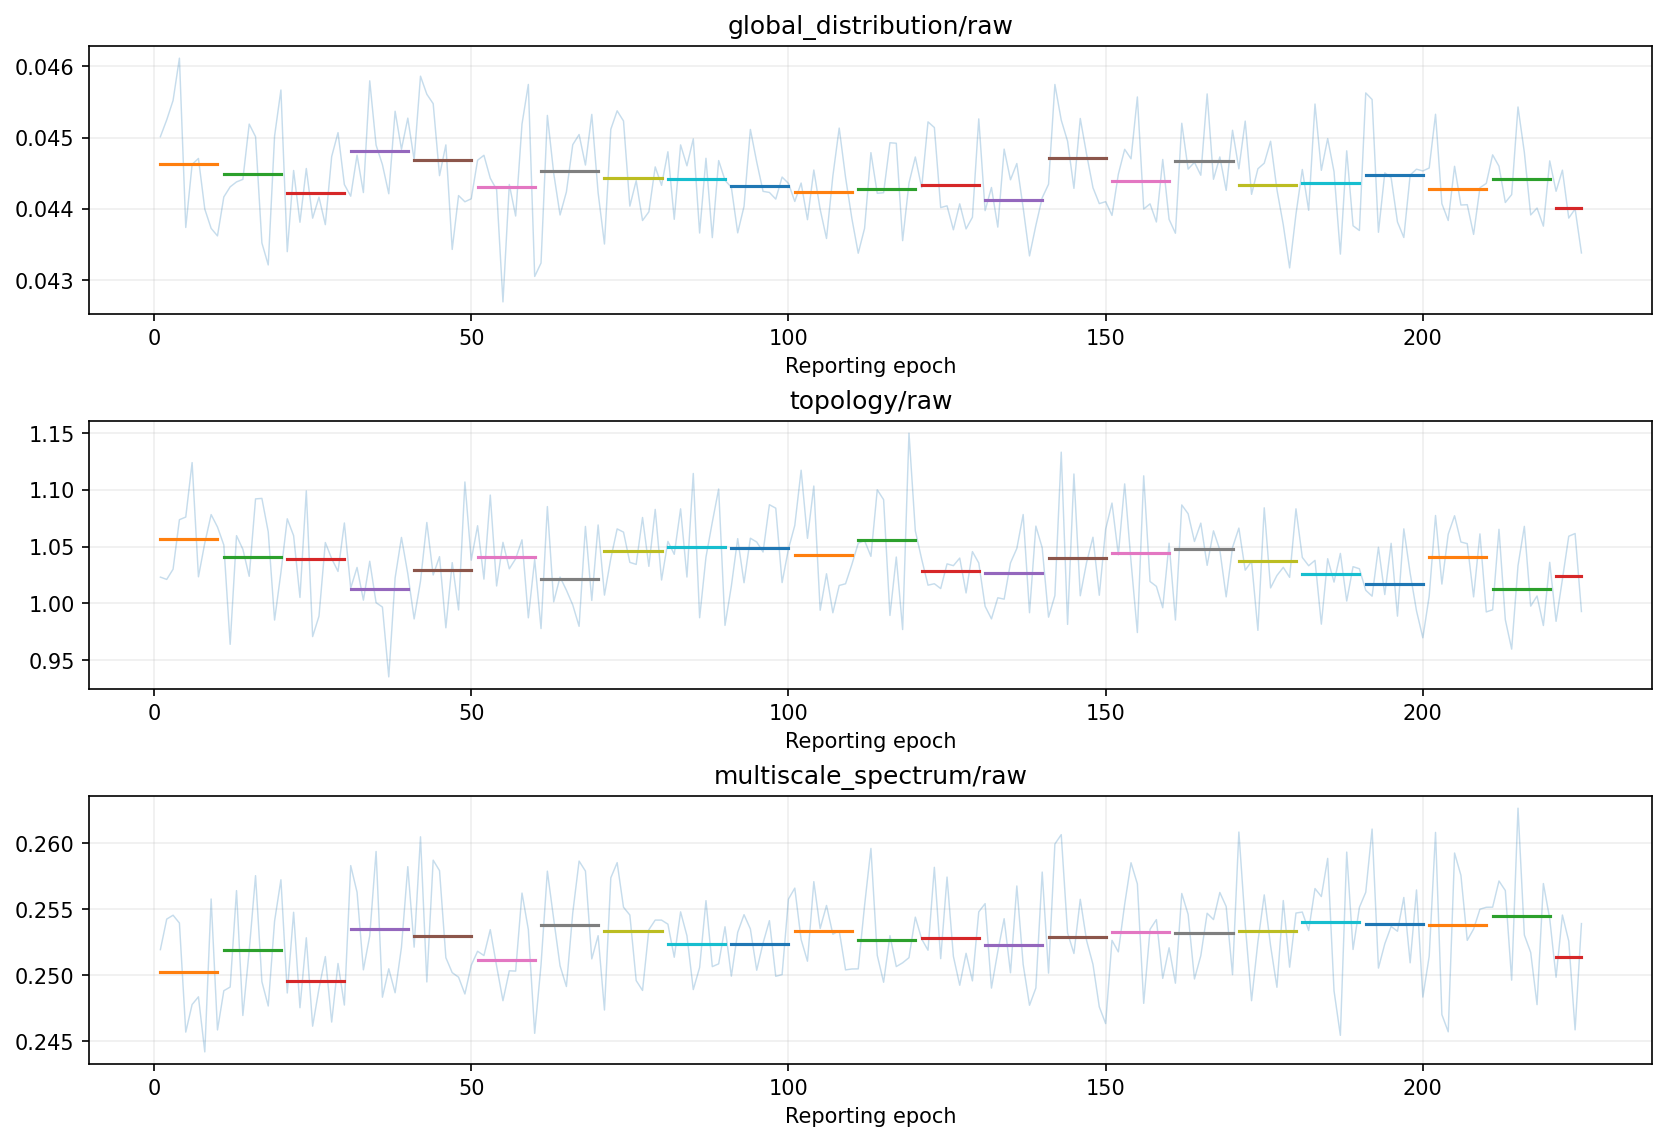 global_distribution/raw
0.046
0.045
0.044
0.043
0 50 100 150 200
Reporting epoch
topology/raw
1.15
1.10
1.05
1.00
0.95
0 50 100 150 200
Reporting epoch
multiscale_spectrum/raw
0.260
0.255
0.250
0.245
0 50 100 150 200
Reporting epoch